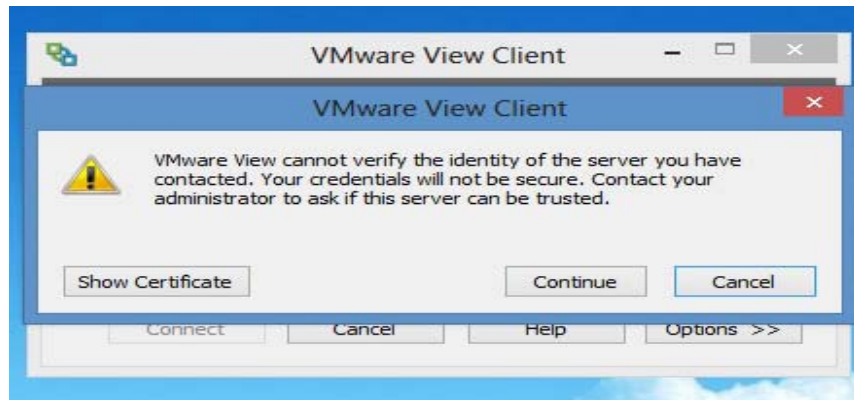 VMware View Client
VMware View Client
VMware View cannot verify the identity of the server you have
contacted. Your credentials will not be secure. Contact your
administrator to ask if this server can be trusted.
Show Certificate Continue Cancel
Connect Cancel Help Options >>